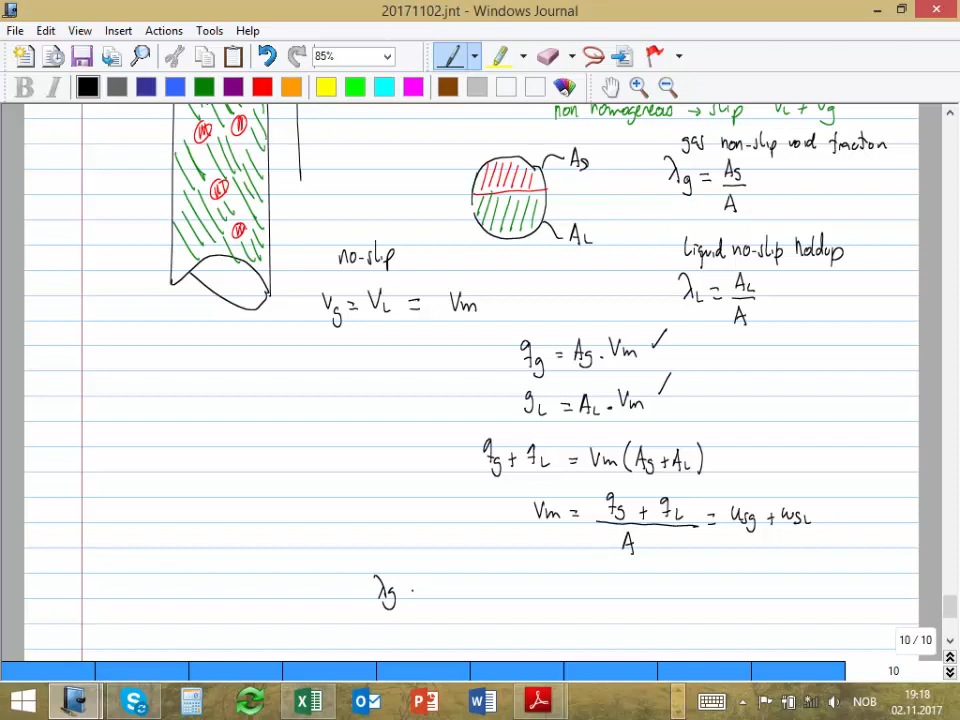 20171102.jnt - Windows Journal
File Edit View Insert Actions Tools Help
85%
B I
non homogeneous → slip VL + Vg
gas non-slip void fraction
λg = Ag / A
Ag
AL
liquid no-slip holdup
λL = AL / A
no-slip
Vg = VL = Vm
qg = Ag · Vm ✓
qL = AL · Vm ✓
qg + qL = Vm (Ag + AL)
Vm = qg + qL / A = usg + usL
λg
10 / 10
10
NOB
19:18
02.11.2017